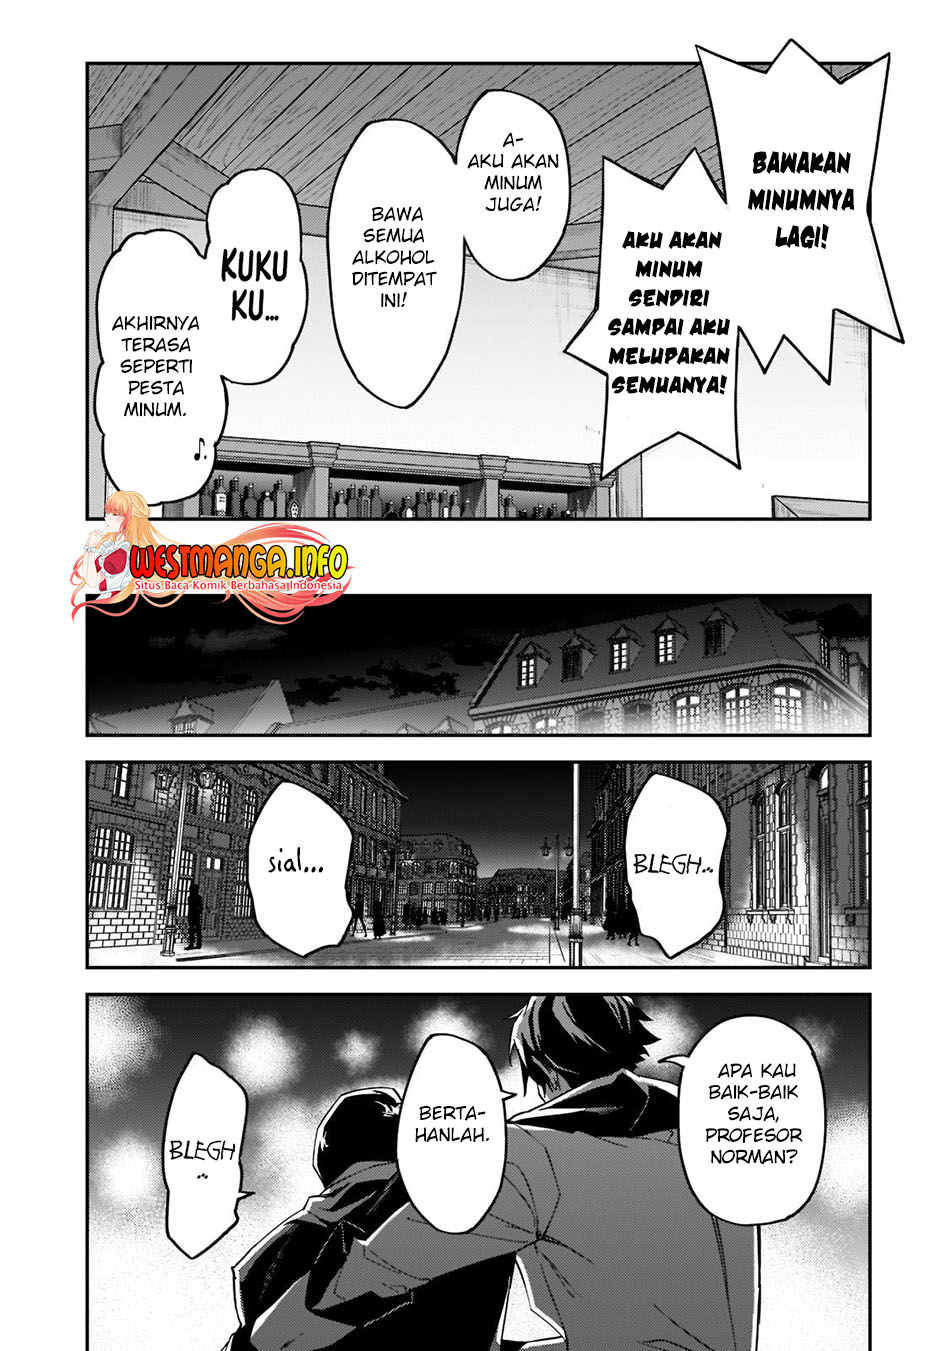 BAWAKAN
MINUMNYA
LAGI!
AKU AKAN
MINUM
SENDIRI
SAMPAI AKU
MELUPAKAN
SEMUANYA!
A-
AKU AKAN
MINUM
JUGA!
BAWA
SEMUA
ALKOHOL
DITEMPAT
INI!
KUKU
KU...
AKHIRNYA
TERASA
SEPERTI
PESTA
MINUM.
WESTMANGA.INFO
Situs Baca Komik Berbahasa Indonesia
BLEGH...
sial...
APA KAU
BAIK-BAIK
SAJA,
PROFESOR
NORMAN?
BERTA-
HANLAH.
BLEGH
...